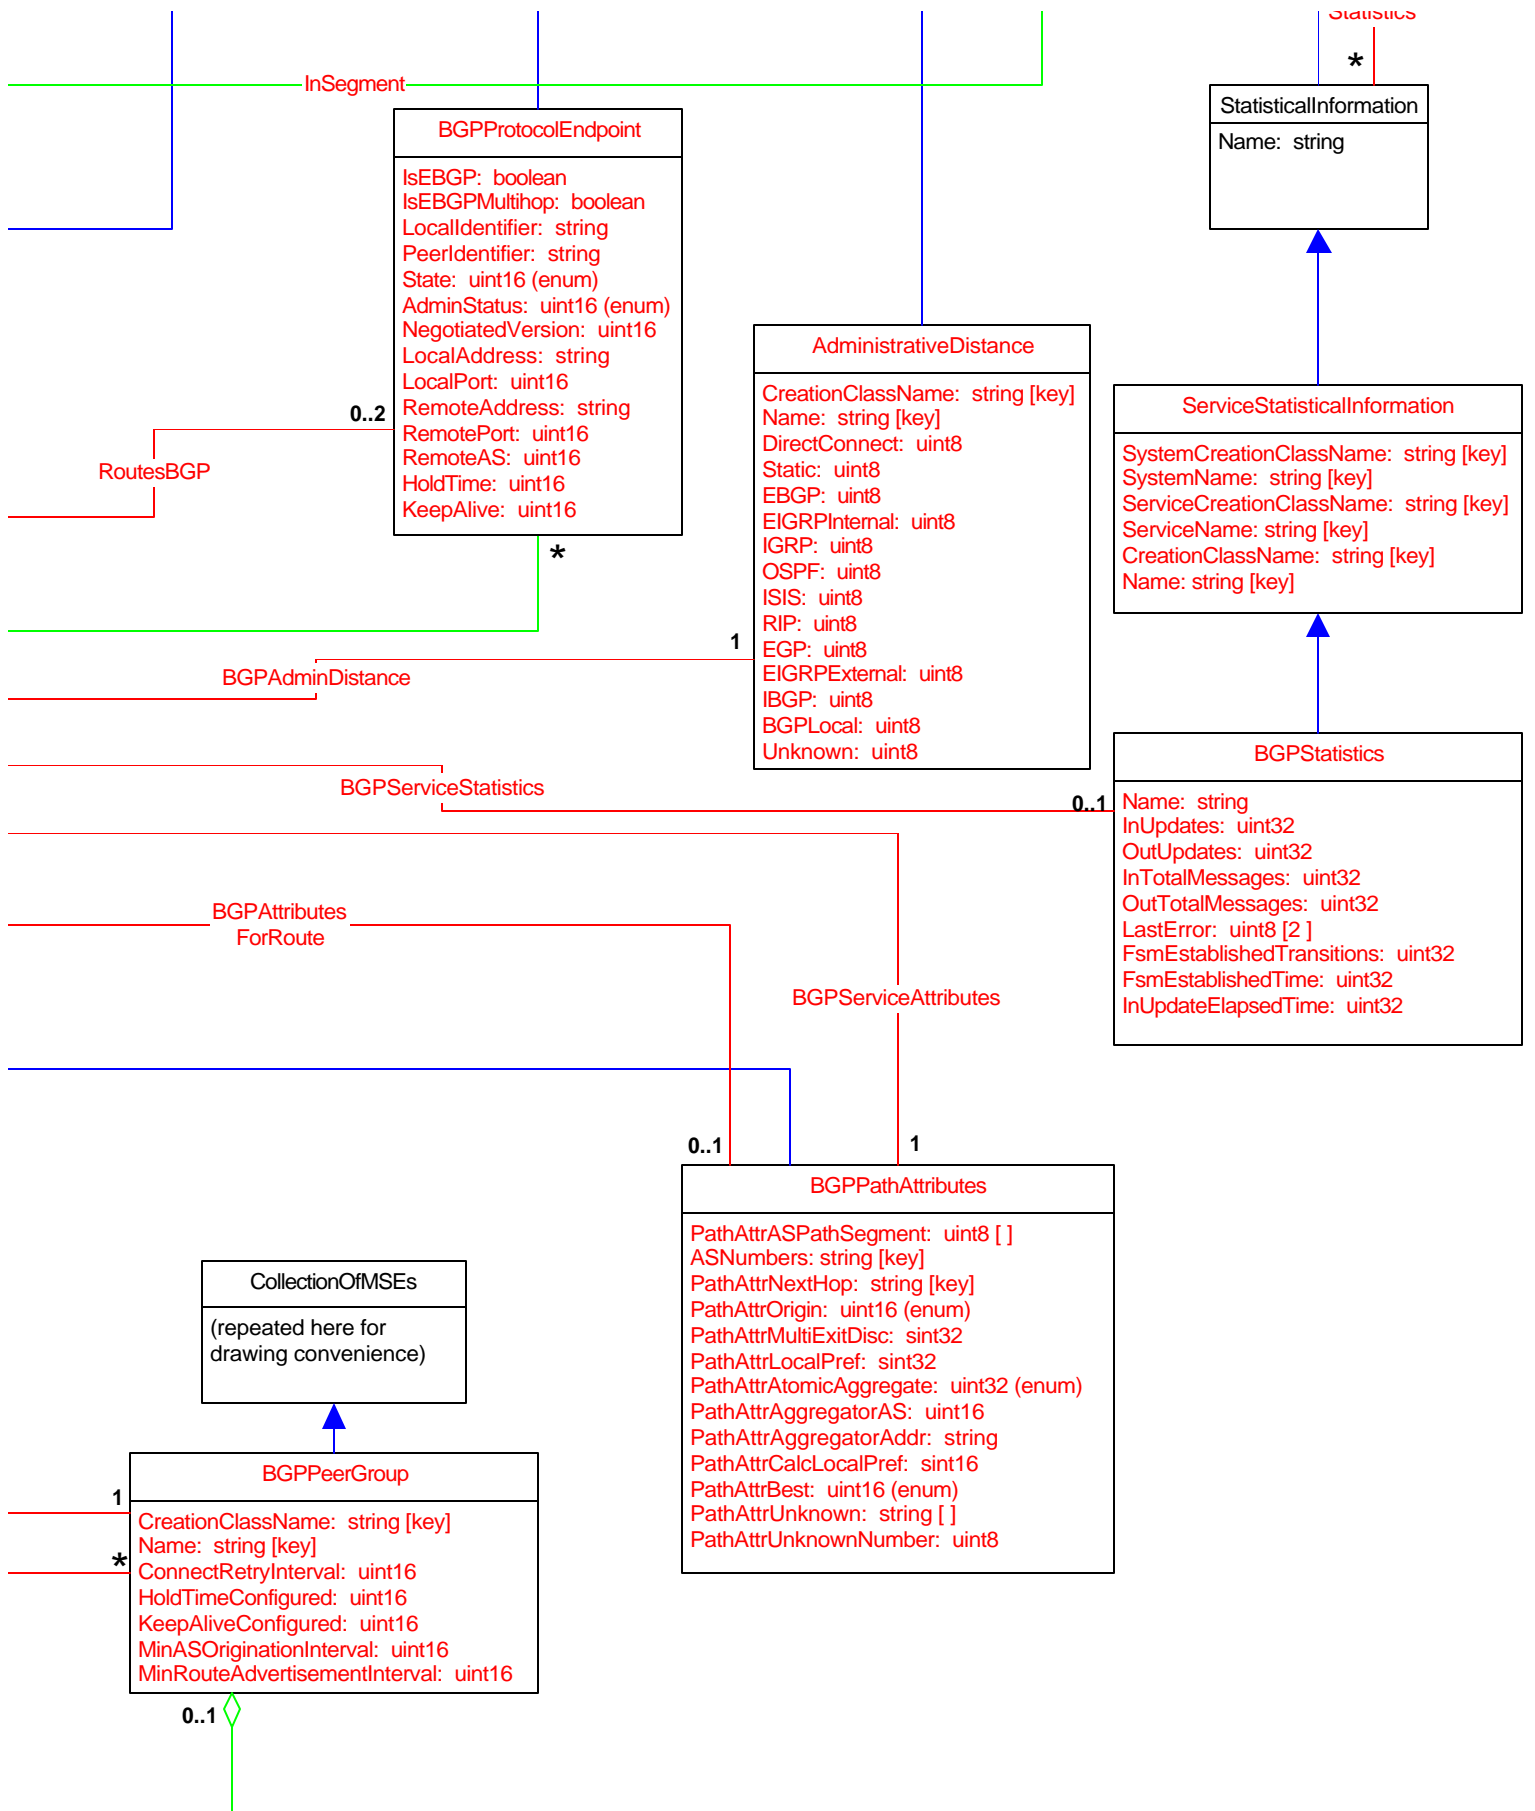 Statistics
*
InSegment
StatisticalInformation
Name: string
BGPProtocolEndpoint
IsEBGP: boolean
IsEBGPMultihop: boolean
LocalIdentifier: string
PeerIdentifier: string
State: uint16 (enum)
AdminStatus: uint16 (enum)
NegotiatedVersion: uint16
LocalAddress: string
LocalPort: uint16
RemoteAddress: string
RemotePort: uint16
RemoteAS: uint16
HoldTime: uint16
KeepAlive: uint16
0..2
RoutesBGP
*
AdministrativeDistance
CreationClassName: string [key]
Name: string [key]
DirectConnect: uint8
Static: uint8
EBGP: uint8
EIGRPInternal: uint8
IGRP: uint8
OSPF: uint8
ISIS: uint8
RIP: uint8
EGP: uint8
EIGRPExternal: uint8
IBGP: uint8
BGPLocal: uint8
Unknown: uint8
1
BGPAdminDistance
ServiceStatisticalInformation
SystemCreationClassName: string [key]
SystemName: string [key]
ServiceCreationClassName: string [key]
ServiceName: string [key]
CreationClassName: string [key]
Name: string [key]
BGPServiceStatistics
0..1
BGPStatistics
Name: string
InUpdates: uint32
OutUpdates: uint32
InTotalMessages: uint32
OutTotalMessages: uint32
LastError: uint8 [2 ]
FsmEstablishedTransitions: uint32
FsmEstablishedTime: uint32
InUpdateElapsedTime: uint32
BGPAttributes
ForRoute
BGPServiceAttributes
0..1
1
BGPPathAttributes
PathAttrASPathSegment: uint8 [ ]
ASNumbers: string [key]
PathAttrNextHop: string [key]
PathAttrOrigin: uint16 (enum)
PathAttrMultiExitDisc: sint32
PathAttrLocalPref: sint32
PathAttrAtomicAggregate: uint32 (enum)
PathAttrAggregatorAS: uint16
PathAttrAggregatorAddr: string
PathAttrCalcLocalPref: sint16
PathAttrBest: uint16 (enum)
PathAttrUnknown: string [ ]
PathAttrUnknownNumber: uint8
CollectionOfMSEs
(repeated here for
drawing convenience)
BGPPeerGroup
1
*
CreationClassName: string [key]
Name: string [key]
ConnectRetryInterval: uint16
HoldTimeConfigured: uint16
KeepAliveConfigured: uint16
MinASOriginationInterval: uint16
MinRouteAdvertisementInterval: uint16
0..1